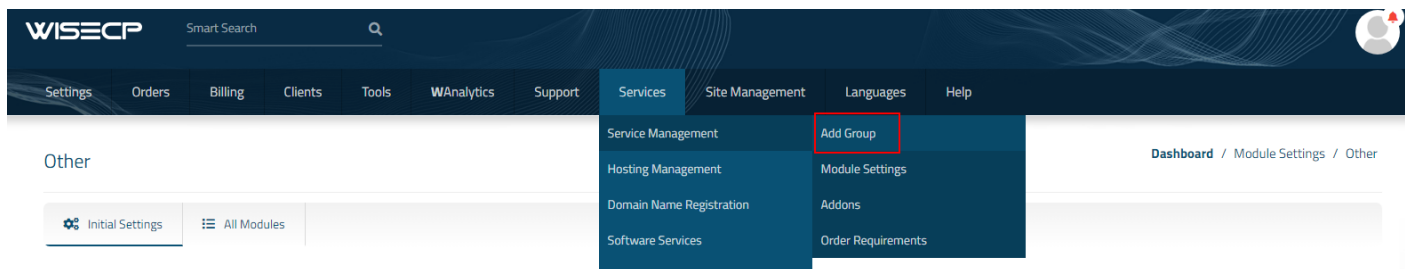 WISECP Smart Search
Settings Orders Billing Clients Tools WAnalytics Support Services Site Management Languages Help
Service Management Add Group
Other Dashboard / Module Settings / Other
Hosting Management Module Settings
Domain Name Registration Addons
Initial Settings All Modules
Software Services Order Requirements